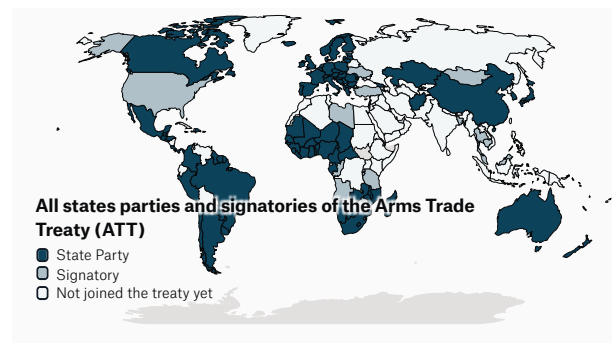 All states parties and signatories of the Arms Trade
Treaty (ATT)
State Party
Signatory
Not joined the treaty yet